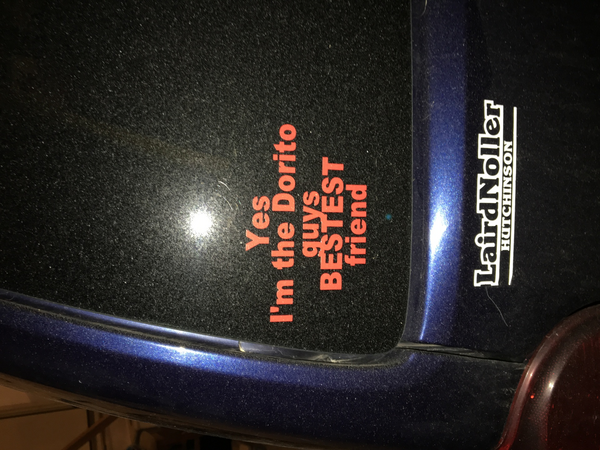 Yes
I'm the Dorito
guys
BESTEST
friend
LairdNoller
HUTCHINSON